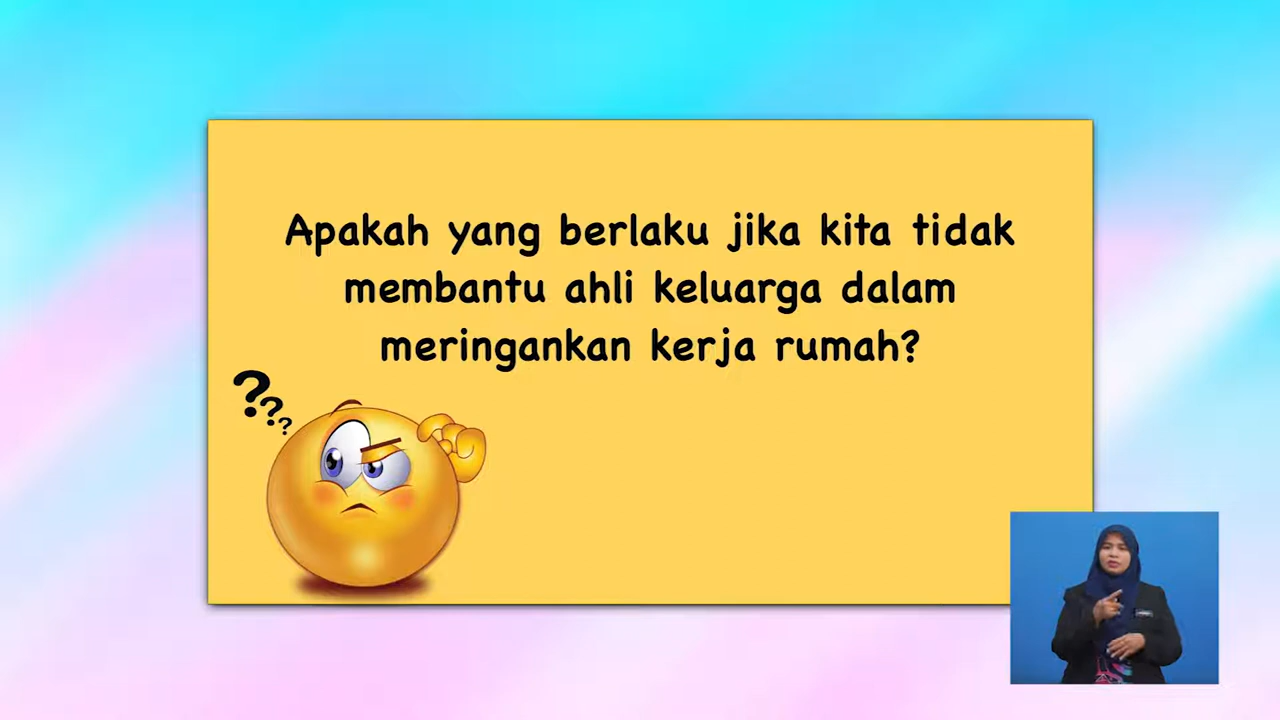 Apakah yang berlaku jika kita tidak
membantu ahli keluarga dalam
meringankan kerja rumah?
???